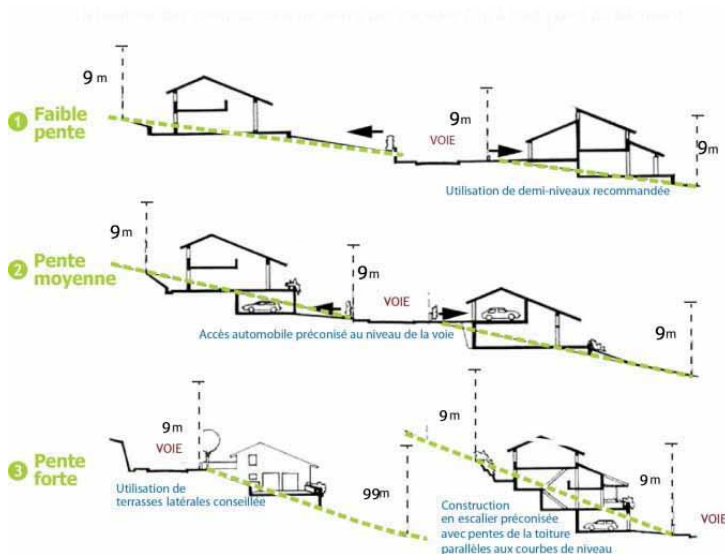 9 m
1 Faible
pente
9m
VOIE
9m
Utilisation de demi-niveaux recommandée
9m
2 Pente
moyenne
9m
VOIE
9m
Accès automobile préconisé au niveau de la voie
9m
VOIE
3 Pente
forte
99m
Utilisation de
terrasses latérales conseillée
9m
9m
VOIE
Construction
en escalier préconisée
avec pentes de la toiture
parallèles aux courbes de niveau